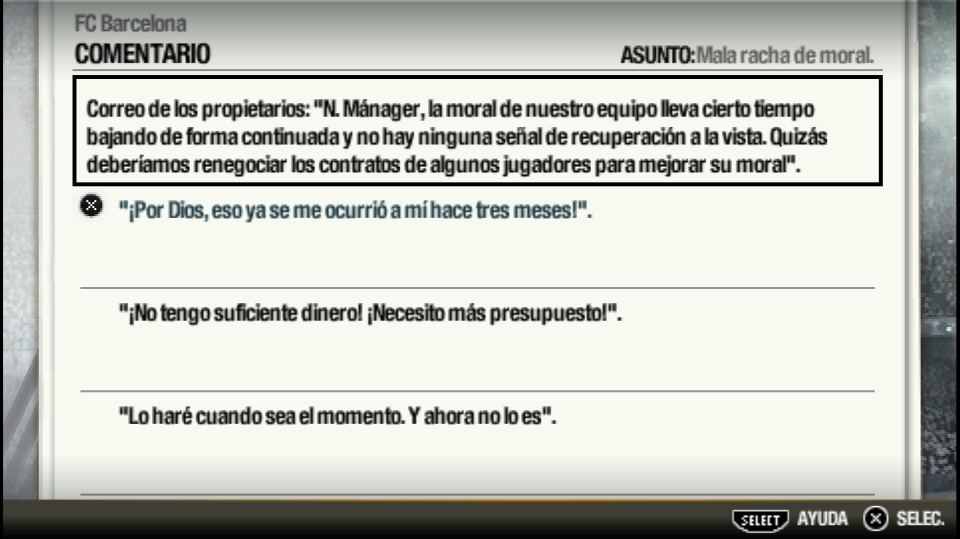 FC Barcelona
COMENTARIO
ASUNTO:Mala racha de moral.
Correo de los propietarios: "N. Mánager, la moral de nuestro equipo lleva cierto tiempo
bajando de forma continuada y no hay ninguna señal de recuperación a la vista. Quizás
deberíamos renegociar los contratos de algunos jugadores para mejorar su moral".
"¡Por Dios, eso ya se me ocurrió a mí hace tres meses!".
"¡No tengo suficiente dinero! ¡Necesito más presupuesto!".
"Lo haré cuando sea el momento. Y ahora no lo es".
SELECT AYUDA SELEC.